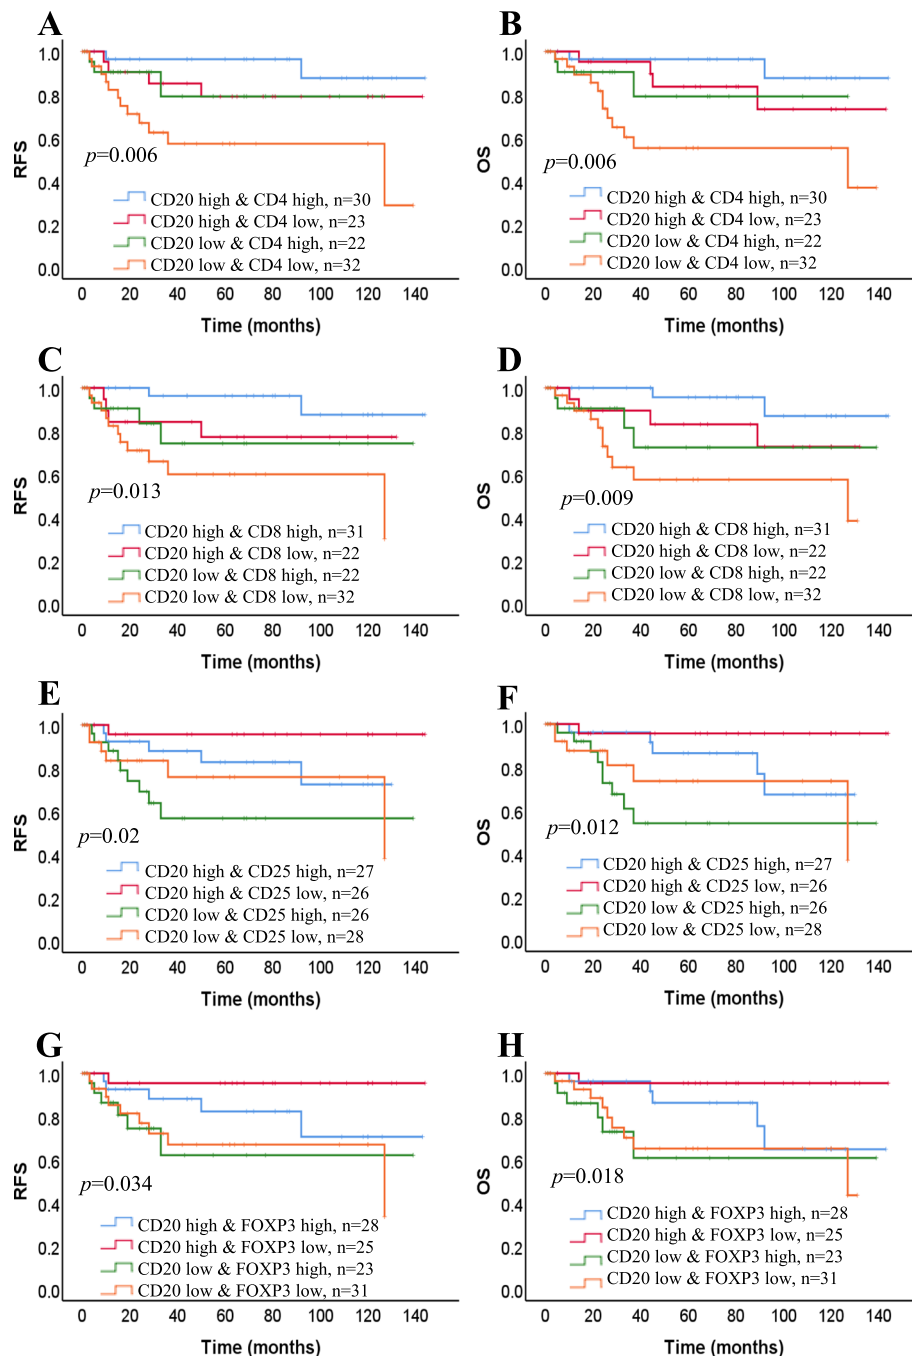 A
1.0
0.8
0.6
0.4
0.2
0.0
RFS
p=0.006
CD20 high & CD4 high, n=30
CD20 high & CD4 low, n=23
CD20 low & CD4 high, n=22
CD20 low & CD4 low, n=32
0 20 40 60 80 100 120 140
Time (months)
B
1.0
0.8
0.6
0.4
0.2
0.0
OS
p=0.006
CD20 high & CD4 high, n=30
CD20 high & CD4 low, n=23
CD20 low & CD4 high, n=22
CD20 low & CD4 low, n=32
0 20 40 60 80 100 120 140
Time (months)
C
1.0
0.8
0.6
0.4
0.2
0.0
RFS
p=0.013
CD20 high & CD8 high, n=31
CD20 high & CD8 low, n=22
CD20 low & CD8 high, n=22
CD20 low & CD8 low, n=32
0 20 40 60 80 100 120 140
Time (months)
D
1.0
0.8
0.6
0.4
0.2
0.0
OS
p=0.009
CD20 high & CD8 high, n=31
CD20 high & CD8 low, n=22
CD20 low & CD8 high, n=22
CD20 low & CD8 low, n=32
0 20 40 60 80 100 120 140
Time (months)
E
1.0
0.8
0.6
0.4
0.2
0.0
RFS
p=0.02
CD20 high & CD25 high, n=27
CD20 high & CD25 low, n=26
CD20 low & CD25 high, n=26
CD20 low & CD25 low, n=28
0 20 40 60 80 100 120 140
Time (months)
F
1.0
0.8
0.6
0.4
0.2
0.0
OS
p=0.012
CD20 high & CD25 high, n=27
CD20 high & CD25 low, n=26
CD20 low & CD25 high, n=26
CD20 low & CD25 low, n=28
0 20 40 60 80 100 120 140
Time (months)
G
1.0
0.8
0.6
0.4
0.2
0.0
RFS
p=0.034
CD20 high & FOXP3 high, n=28
CD20 high & FOXP3 low, n=25
CD20 low & FOXP3 high, n=23
CD20 low & FOXP3 low, n=31
0 20 40 60 80 100 120 140
Time (months)
H
1.0
0.8
0.6
0.4
0.2
0.0
OS
p=0.018
CD20 high & FOXP3 high, n=28
CD20 high & FOXP3 low, n=25
CD20 low & FOXP3 high, n=23
CD20 low & FOXP3 low, n=31
0 20 40 60 80 100 120 140
Time (months)